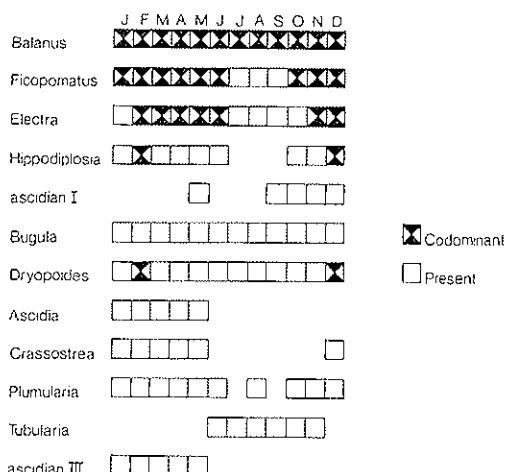 J F M A M J J A S O N D
Balanus
Ficopomatus
Electra
Hippodiplosia
ascidian I
Bugula
Codominant
Dryopoides
Present
Ascidia
Crassostrea
Plumularia
Tubularia
ascidian III